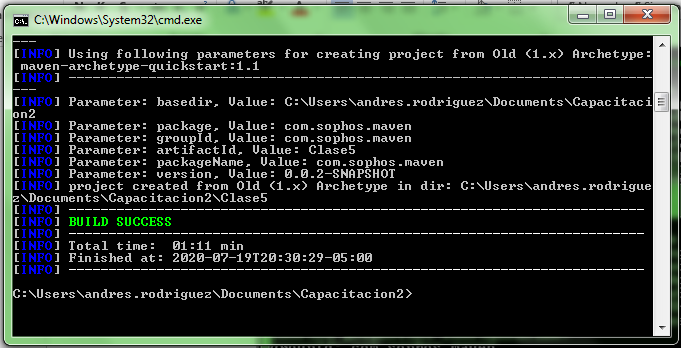 C:\Windows\System32\cmd.exe
---
[INFO] Using following parameters for creating project from Old (1.x) Archetype:
 maven-archetype-quickstart:1.1
[INFO] ------------------------------------------------------------------------
---
[INFO] Parameter: basedir, Value: C:\Users\andres.rodriguez\Documents\Capacitaci
on2
[INFO] Parameter: package, Value: com.sophos.maven
[INFO] Parameter: groupId, Value: com.sophos.maven
[INFO] Parameter: artifactId, Value: Clase5
[INFO] Parameter: packageName, Value: com.sophos.maven
[INFO] Parameter: version, Value: 0.0.2-SNAPSHOT
[INFO] project created from Old (1.x) Archetype in dir: C:\Users\andres.rodrigue
z\Documents\Capacitacion2\Clase5
[INFO] ------------------------------------------------------------------------
[INFO] BUILD SUCCESS
[INFO] ------------------------------------------------------------------------
[INFO] Total time:  01:11 min
[INFO] Finished at: 2020-07-19T20:30:29-05:00
[INFO] ------------------------------------------------------------------------
C:\Users\andres.rodriguez\Documents\Capacitacion2>